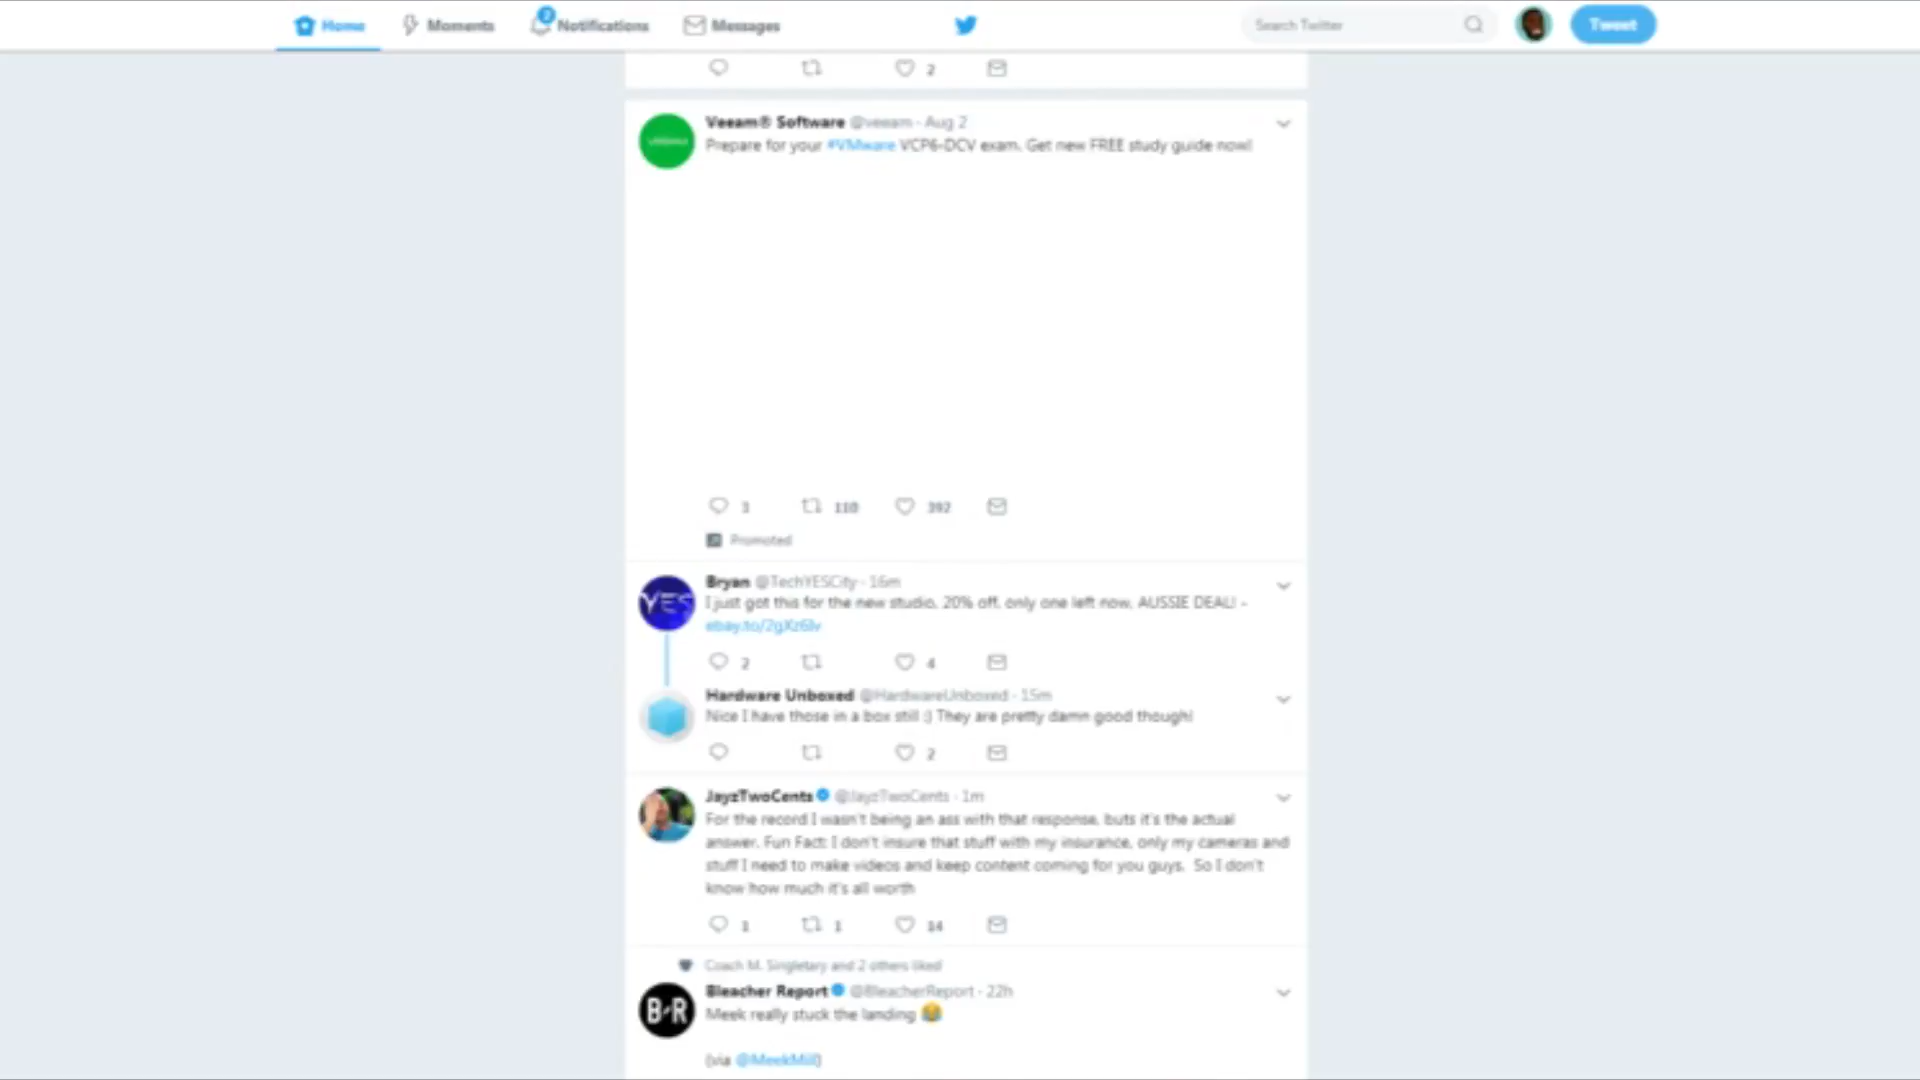 Home Moments 2 Notifications Messages Search Twitter Tweet
2
Veeam® Software @veeam - Aug 2
Prepare for your #VMware VCP6-DCV exam. Get new FREE study guide now!
3 110 392
Promoted
Bryan @TechYESCity - 16m
I just got this for the new studio, 20% off, only one left now, AUSSIE DEAL! -
2 4
Hardware Unboxed @HardwareUnboxed - 15m
Nice I have those in a box still :) They are pretty damn good though!
2
JayzTwoCents @JayzTwoCents - 1m
For the record I wasn't being an ass with that response, buts it's the actual
answer. Fun Fact: I don't insure that stuff with my insurance, only my cameras and
stuff I need to make videos and keep content coming for you guys. So I don't
know how much it's all worth
1 1 14
Coach M. Singletary and 2 others liked
Bleacher Report @BleacherReport - 22h
Meek really stuck the landing 😂
(via @MeekMill)